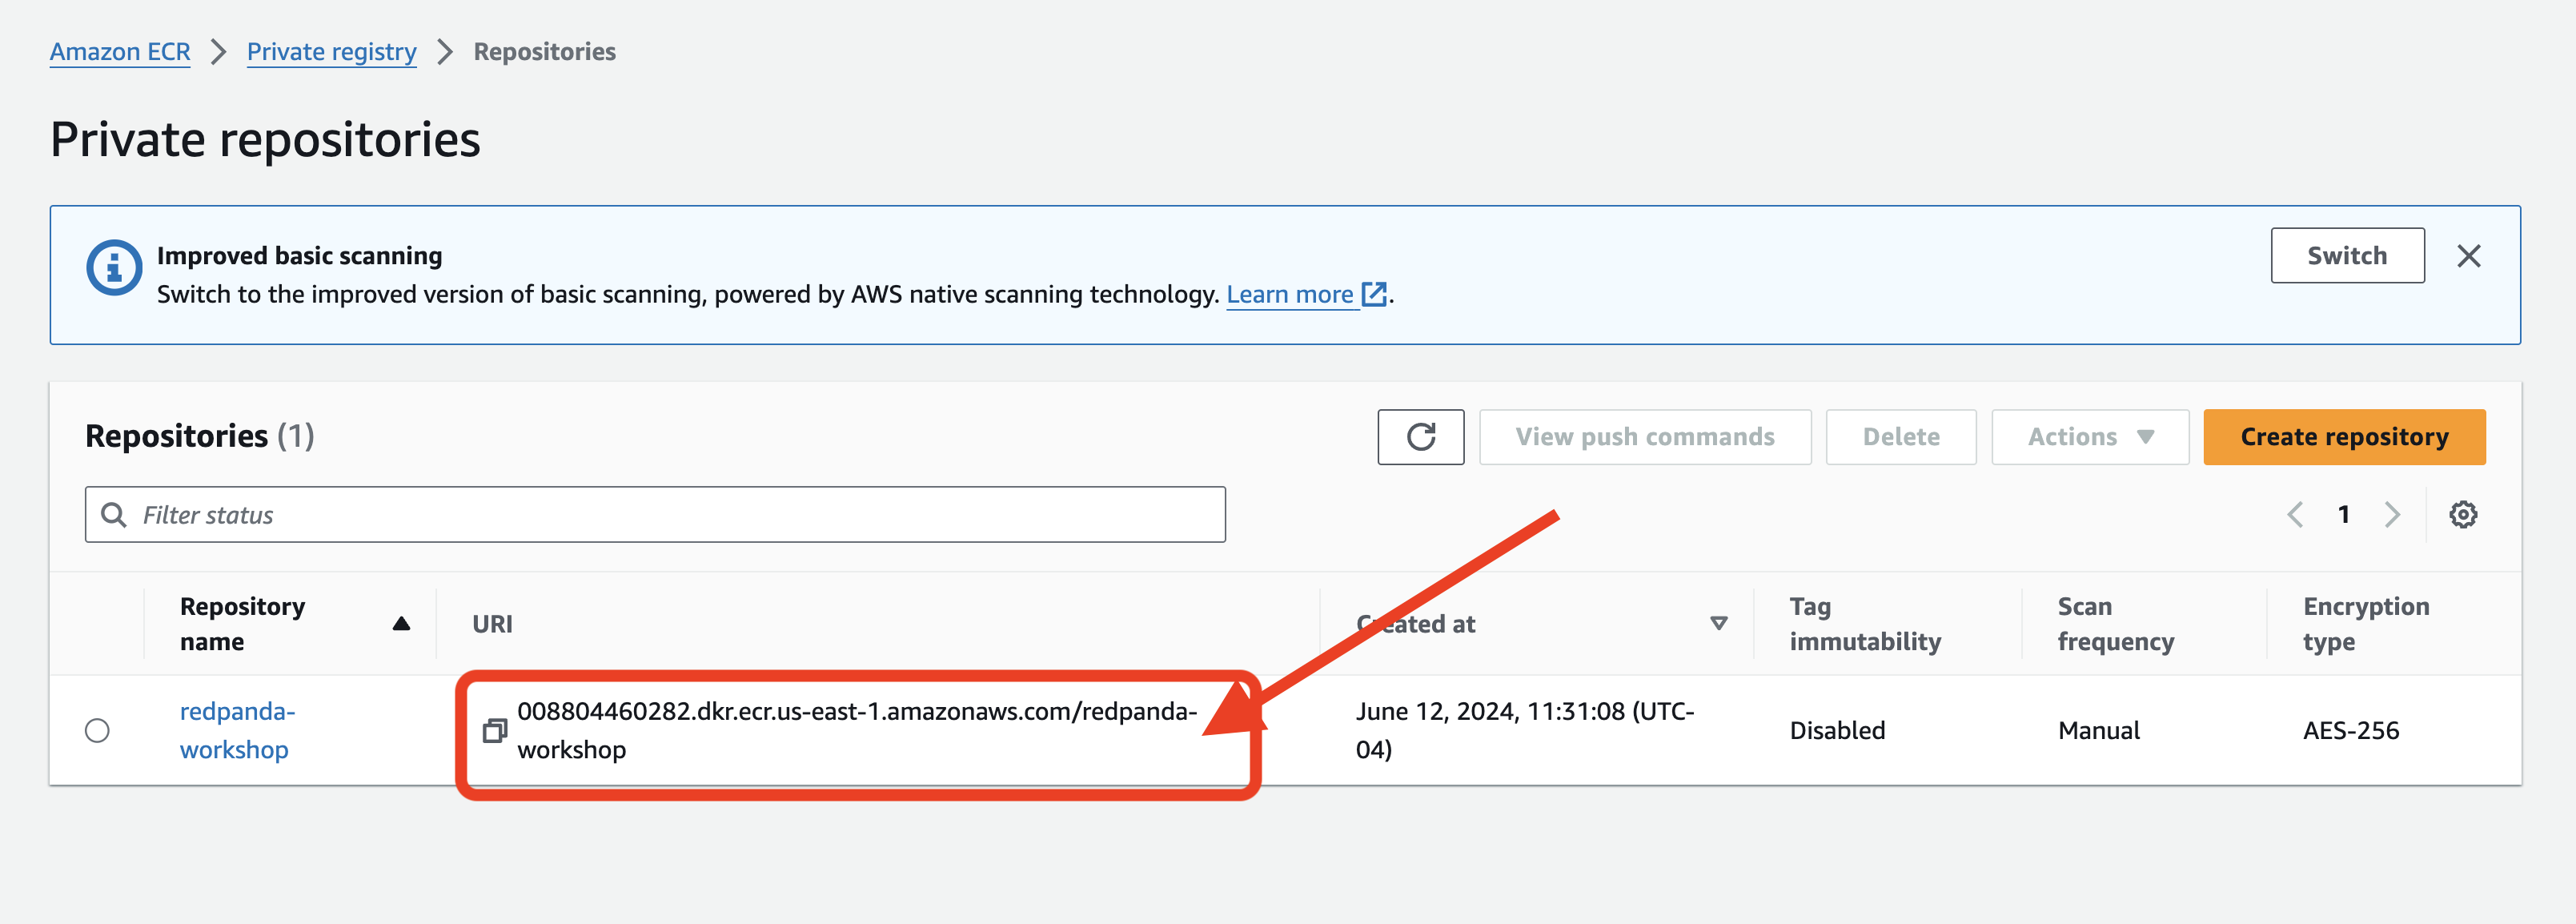 Amazon ECR > Private registry > Repositories
Private repositories
Improved basic scanning
Switch to the improved version of basic scanning, powered by AWS native scanning technology. Learn more.
Switch
Repositories (1)
View push commands
Delete
Actions
Create repository
Filter status
1
Repository
name
URI
Created at
Tag
immutability
Scan
frequency
Encryption
type
redpanda-
workshop
008804460282.dkr.ecr.us-east-1.amazonaws.com/redpanda-
workshop
June 12, 2024, 11:31:08 (UTC-
04)
Disabled
Manual
AES-256